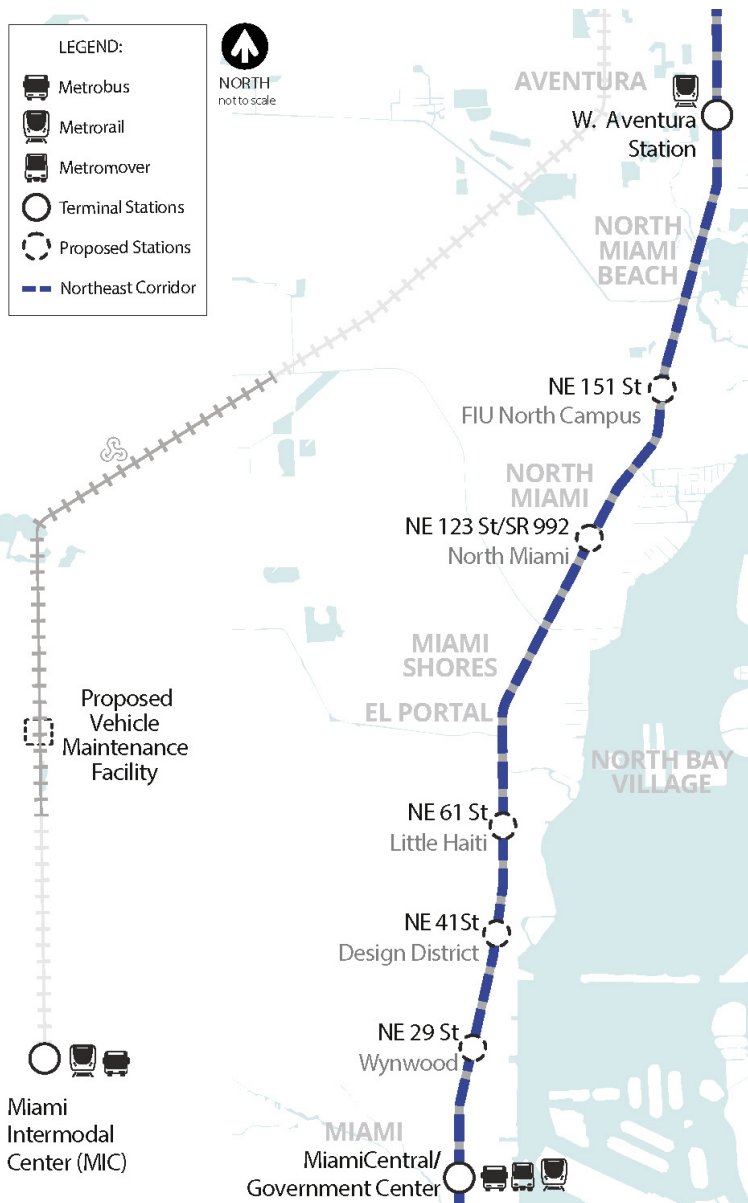 LEGEND:
Metrobus
Metrorail
Metromover
Terminal Stations
Proposed Stations
Northeast Corridor
NORTH
not to scale
AVENTURA
W. Aventura
Station
NORTH
MIAMI
BEACH
NE 151 St
FIU North Campus
NORTH
MIAMI
NE 123 St/SR 992
North Miami
MIAMI
SHORES
EL PORTAL
Proposed
Vehicle
Maintenance
Facility
NORTH BAY
VILLAGE
NE 61 St
Little Haiti
NE 41St
Design District
NE 29 St
Wynwood
Miami
Intermodal
Center (MIC)
MIAMI
MiamiCentral/
Government Center